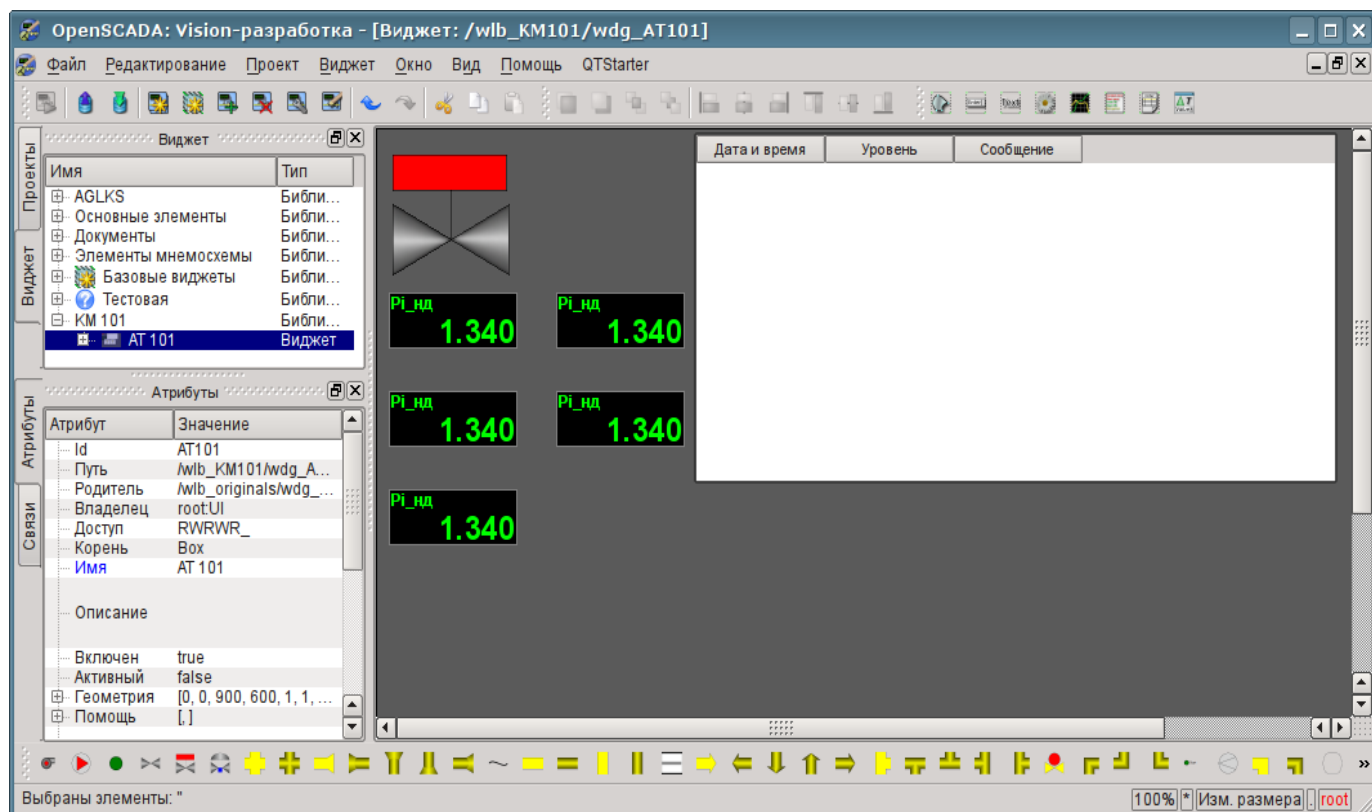 OpenSCADA: Vision-разработка - [Виджет: /wlb_KM101/wdg_AT101]
Файл Редактирование Проект Виджет Окно Вид Помощь QTStarter
Проекты
Виджет
Виджет
Имя Тип
AGLKS Библи...
Основные элементы Библи...
Документы Библи...
Элементы мнемосхемы Библи...
Базовые виджеты Библи...
Тестовая Библи...
KM 101 Библи...
AT 101 Виджет
Атрибуты
Связи
Атрибуты
Атрибут Значение
Id AT101
Путь /wlb_KM101/wdg_A...
Родитель /wlb_originals/wdg_...
Владелец root:UI
Доступ RWRWR_
Корень Box
Имя AT 101
Описание
Включен true
Активный false
Геометрия [0, 0, 900, 600, 1, 1, ...
Помощь [,]
Pi_нд
1.340
Pi_нд
1.340
Pi_нд
1.340
Pi_нд
1.340
Pi_нд
1.340
Дата и время Уровень Сообщение
Выбраны элементы: "
100% * Изм. размера . root